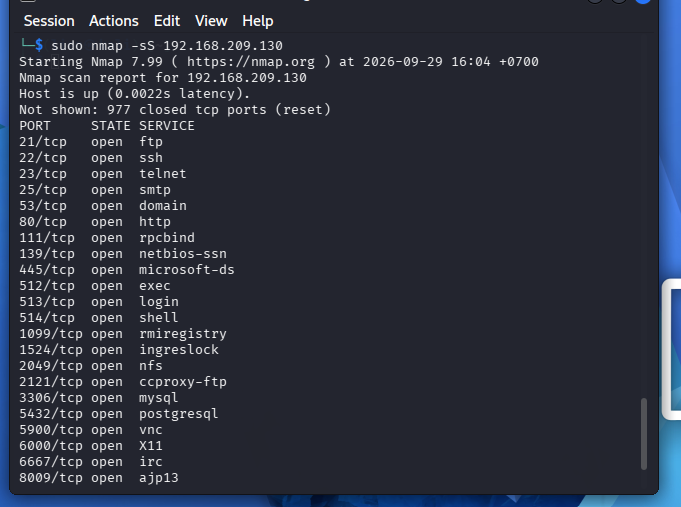 Session Actions Edit View Help
└─$ sudo nmap -sS 192.168.209.130
Starting Nmap 7.99 ( https://nmap.org ) at 2026-09-29 16:04 +0700
Nmap scan report for 192.168.209.130
Host is up (0.0022s latency).
Not shown: 977 closed tcp ports (reset)
PORT     STATE SERVICE
21/tcp   open  ftp
22/tcp   open  ssh
23/tcp   open  telnet
25/tcp   open  smtp
53/tcp   open  domain
80/tcp   open  http
111/tcp  open  rpcbind
139/tcp  open  netbios-ssn
445/tcp  open  microsoft-ds
512/tcp  open  exec
513/tcp  open  login
514/tcp  open  shell
1099/tcp open  rmiregistry
1524/tcp open  ingreslock
2049/tcp open  nfs
2121/tcp open  ccproxy-ftp
3306/tcp open  mysql
5432/tcp open  postgresql
5900/tcp open  vnc
6000/tcp open  X11
6667/tcp open  irc
8009/tcp open  ajp13